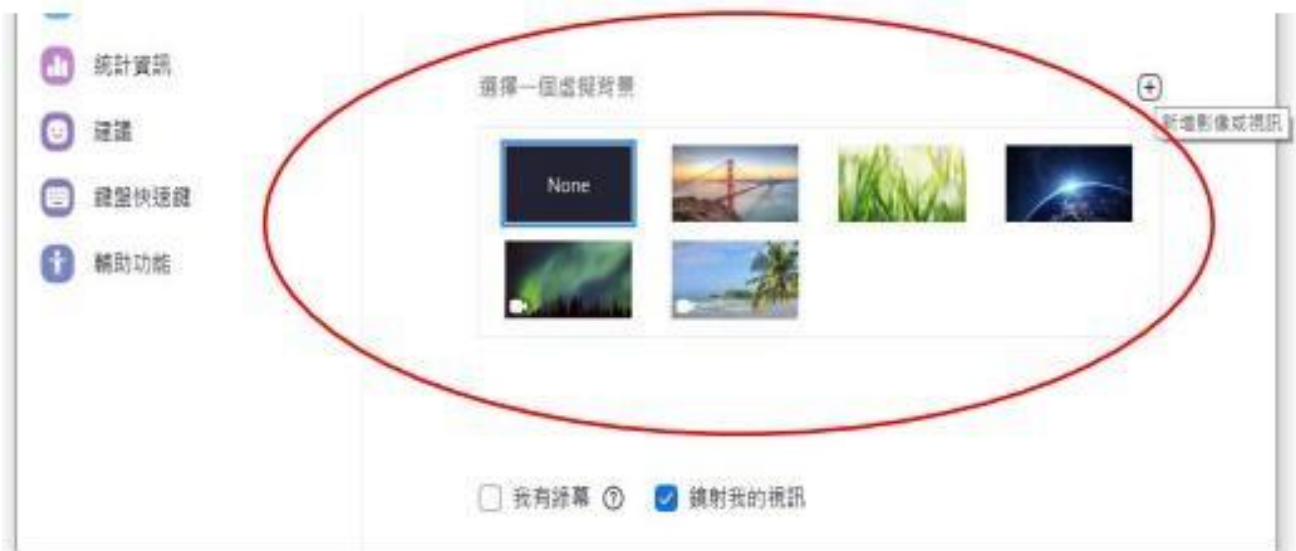 統計資訊
建議
鍵盤快速鍵
輔助功能
選擇一個虛擬背景
新增影像或視訊
None
我有綠幕
鏡射我的視訊